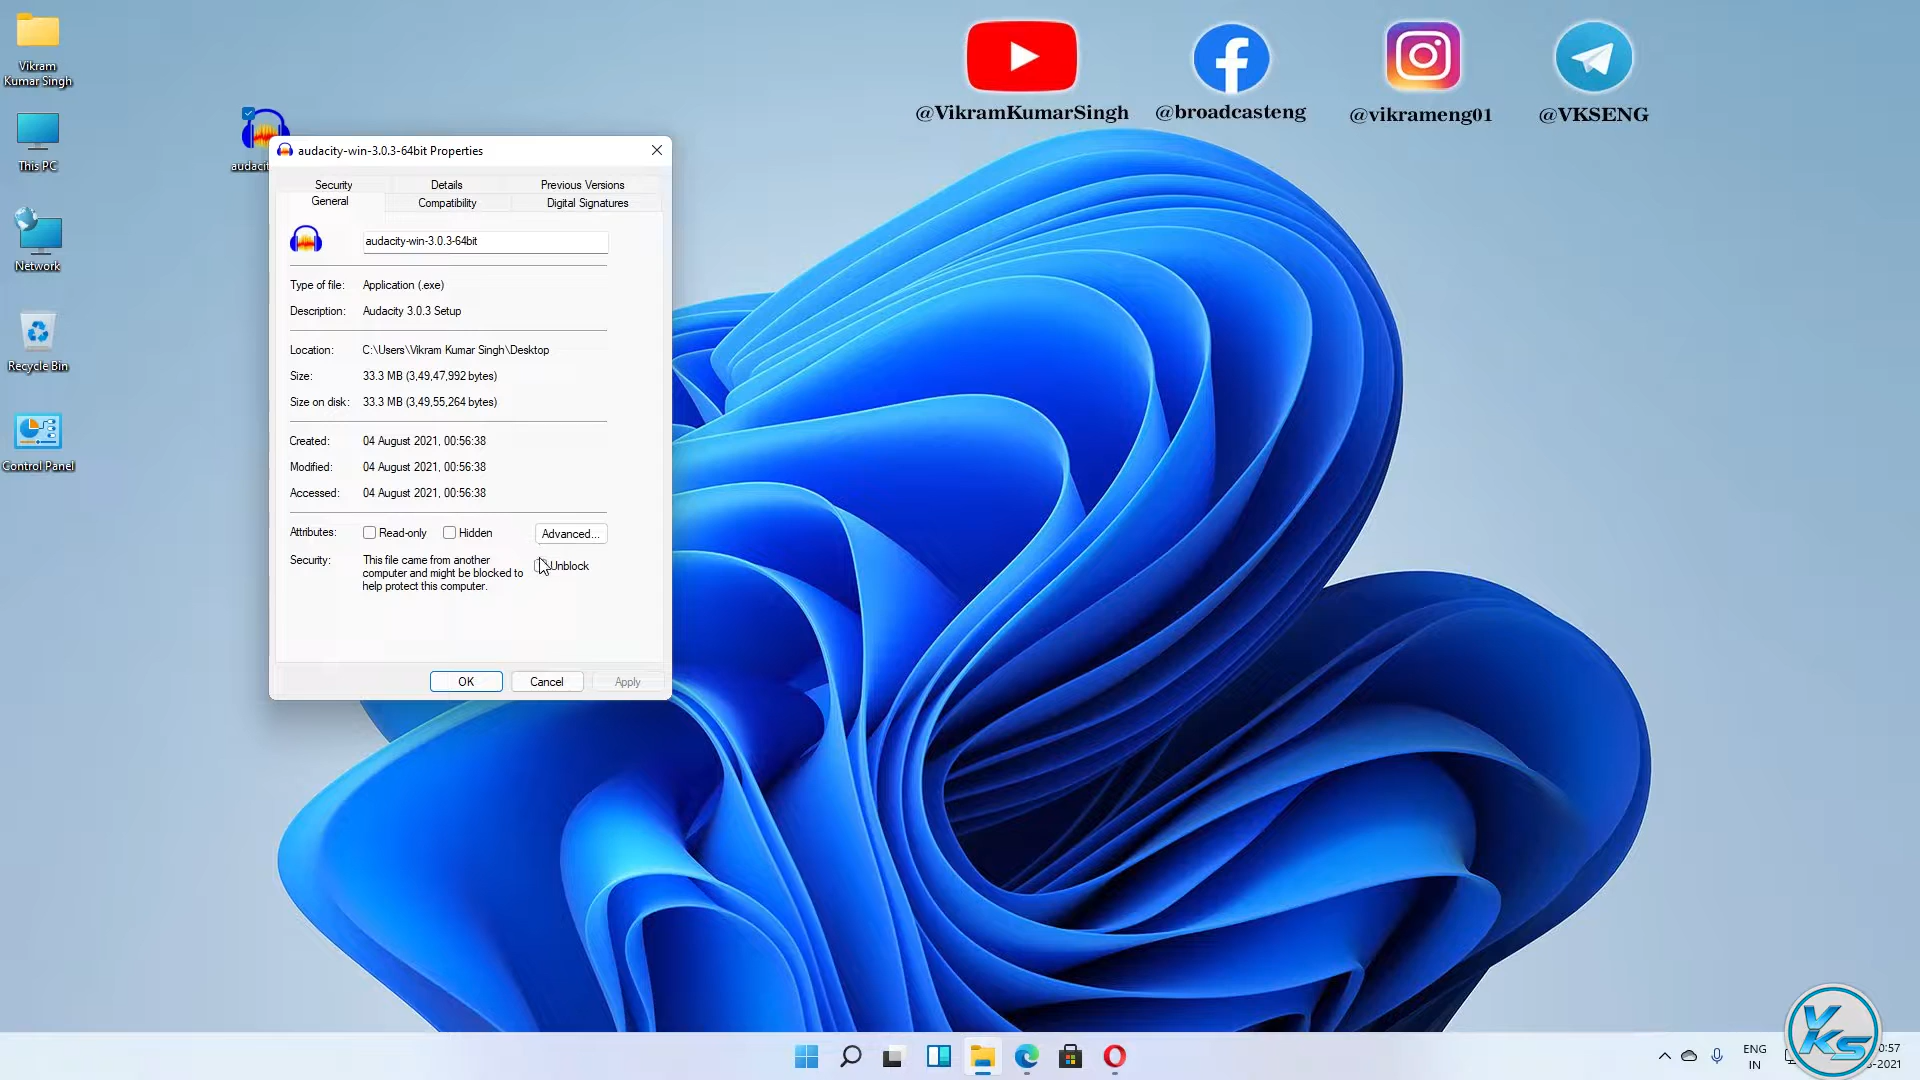 Vikram
Kumar Singh
This PC
Network
Recycle Bin
Control Panel
@VikramKumarSingh
@broadcasteng
@vikrameng01
@VKSENG
audacity-win-3.0.3-64bit Properties
Security
Details
Previous Versions
General
Compatibility
Digital Signatures
audacity-win-3.0.3-64bit
Type of file: Application (.exe)
Description: Audacity 3.0.3 Setup
Location: C:\Users\Vikram Kumar Singh\Desktop
Size: 33.3 MB (3,49,47,992 bytes)
Size on disk: 33.3 MB (3,49,55,264 bytes)
Created: 04 August 2021, 00:56:38
Modified: 04 August 2021, 00:56:38
Accessed: 04 August 2021, 00:56:38
Attributes: Read-only Hidden Advanced...
Security: This file came from another
computer and might be blocked to
help protect this computer.
Unblock
OK Cancel Apply
ENG
IN
VKS